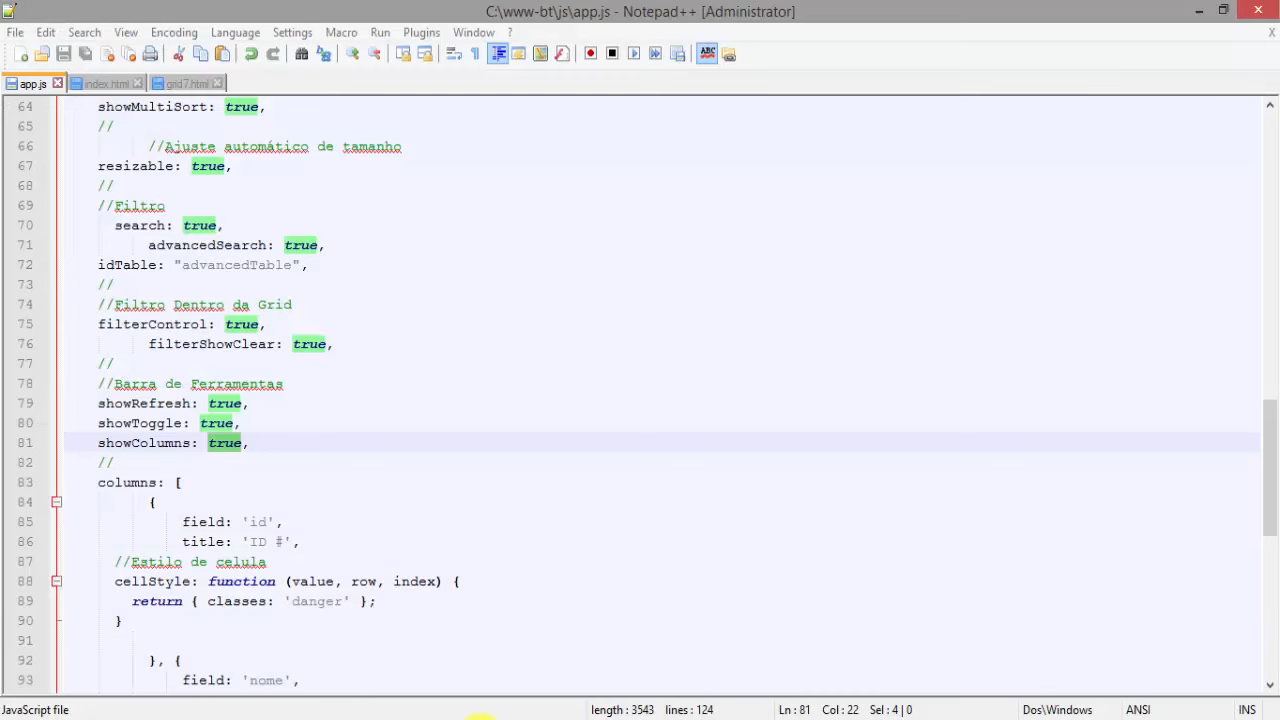 C:\www-bt\js\app.js - Notepad++ [Administrator]
File Edit Search View Encoding Language Settings Macro Run Plugins Window ? X
app.js index.html grid7.html
64 showMultiSort: true,
65 //
66 //Ajuste automático de tamanho
67 resizable: true,
68 //
69 //Filtro
70 search: true,
71 advancedSearch: true,
72 idTable: "advancedTable",
73 //
74 //Filtro Dentro da Grid
75 filterControl: true,
76 filterShowClear: true,
77 //
78 //Barra de Ferramentas
79 showRefresh: true,
80 showToggle: true,
81 showColumns: true,
82 //
83 columns: [
84 {
85 field: 'id',
86 title: 'ID #',
87 //Estilo de celula
88 cellStyle: function (value, row, index) {
89 return { classes: 'danger' };
90 }
91
92 }, {
93 field: 'nome',
JavaScript file length : 3543 lines : 124 Ln : 81 Col : 22 Sel : 4 | 0 Dos\Windows ANSI INS